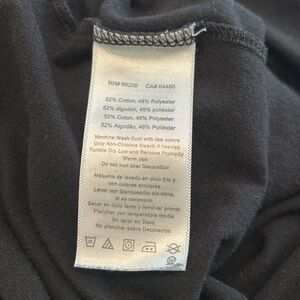 RN# 66200 CA# 04480
52% Cotton, 48% Polyester
52% algodón, 48% poliéster
52% Coton, 48% Polyester
52% Algodão, 48% Poliester
Machine Wash Cold with like colors
Only Non-Chlorine bleach if needed
Tumble Dry Low and Remove Promptly
Warm Iron
Do not Iron over Decoration
Máquina de lavado en ciclo frio y
con colores similares
Lavar con blanqueador sin cloro,
si es necesario
Secar en ciclo lento y remover pronto
Planchar con temperatura media
No lavar en Seco
No planchar sobre Decoración